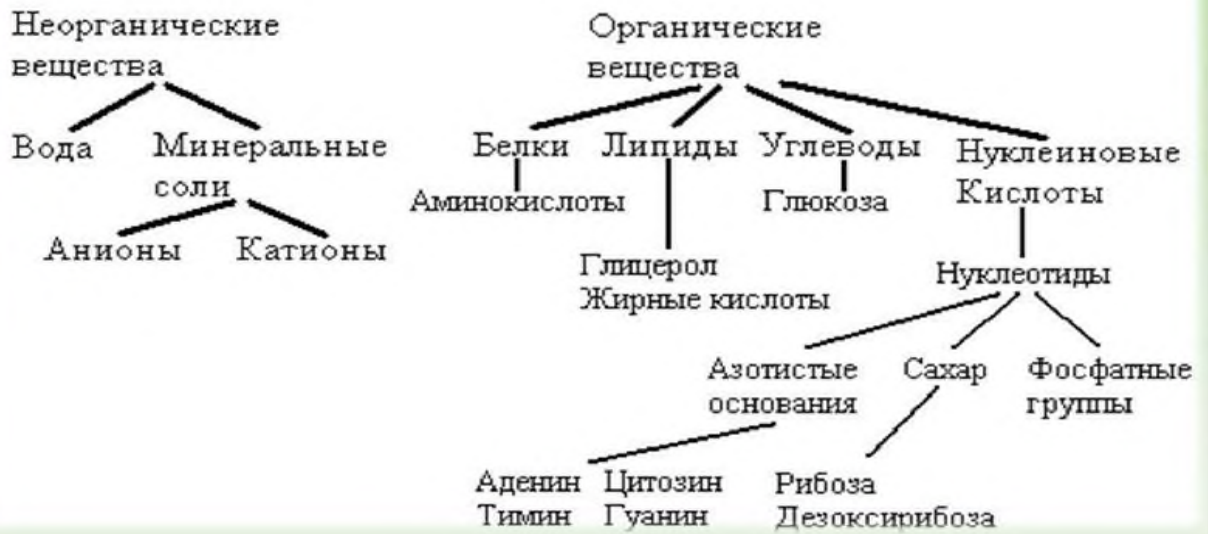 Неорганические
вещества
Вода
Минеральные
соли
Анионы
Катионы
Органические
вещества
Белки
Аминокислоты
Липиды
Глицерол
Жирные кислоты
Углеводы
Глюкоза
Нуклеиновые
Кислоты
Нуклеотиды
Азотистые
основания
Аденин Цитозин
Тимин Гуанин
Сахар
Рибоза
Дезоксирибоза
Фосфатные
группы